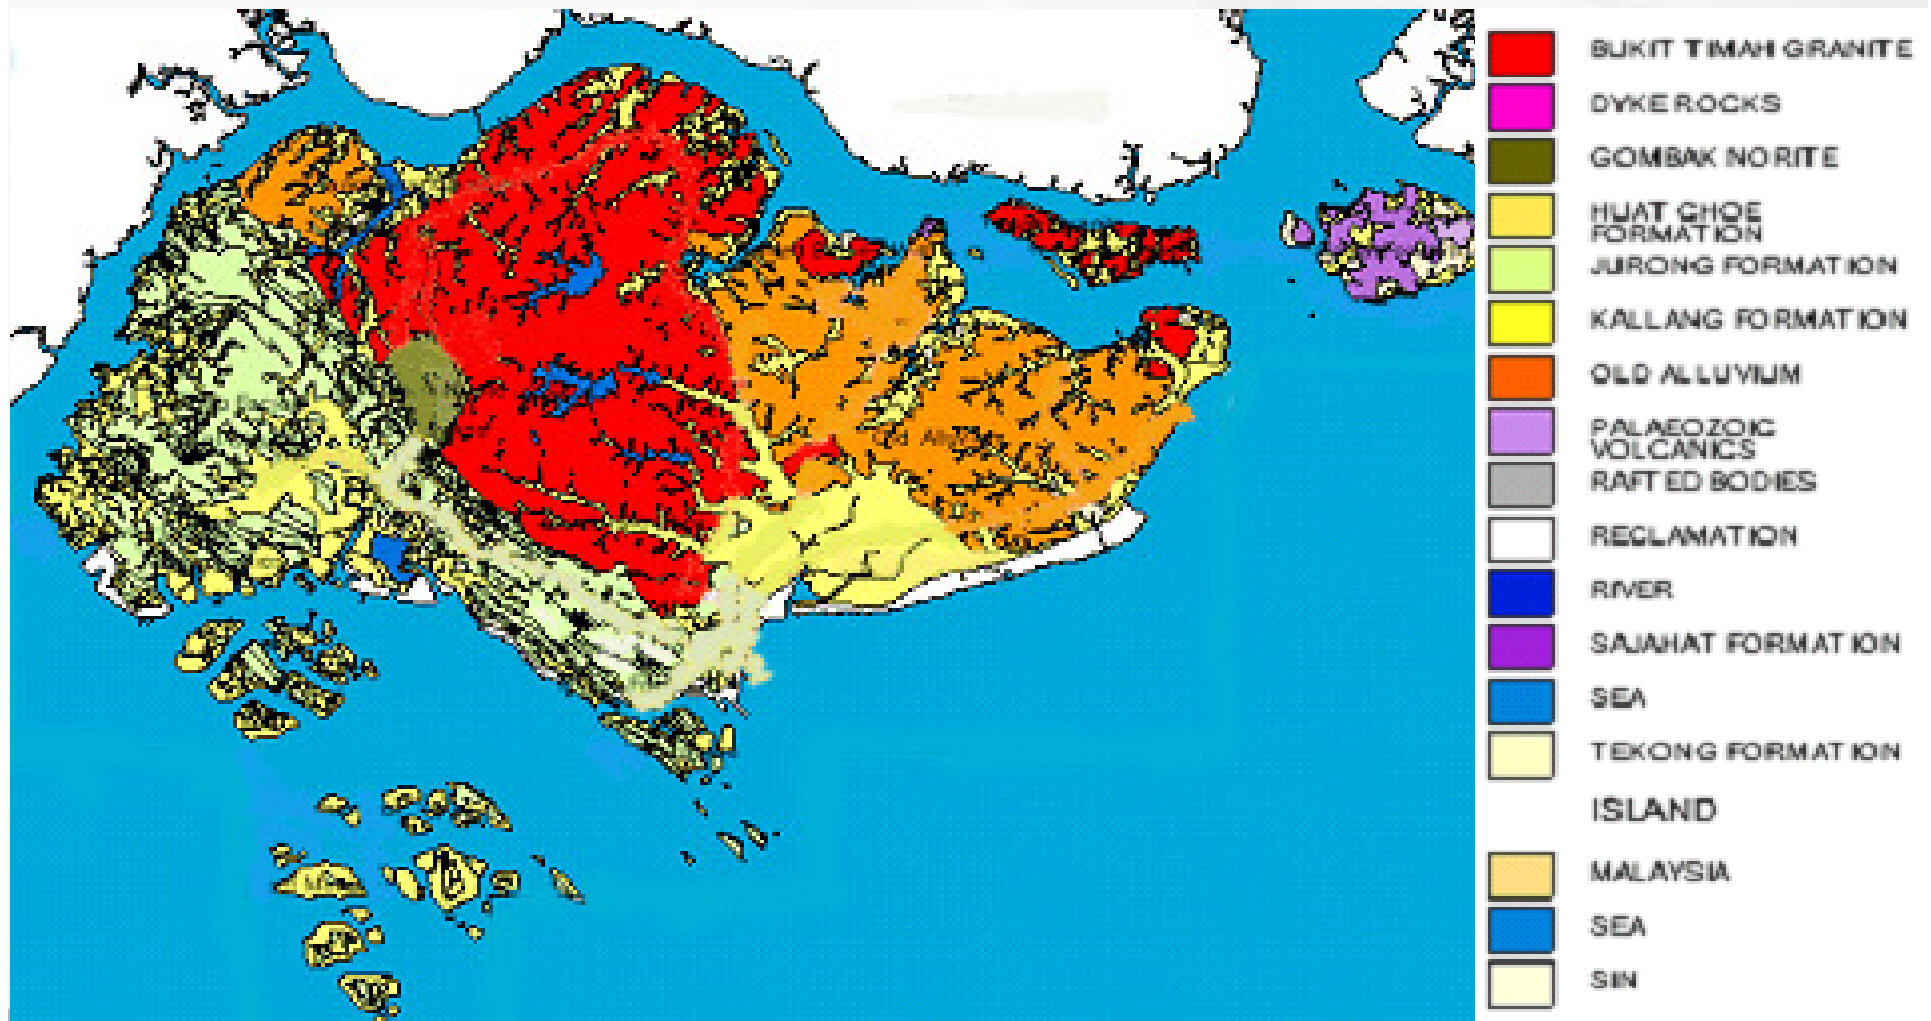 BUKIT TIMAH GRANITE
DYKE ROCKS
GOMBAK NORITE
HUAT CHOE
FORMATION
JURONG FORMATION
KALLANG FORMATION
OLD ALLUVIUM
PALAEOZOIC
VOLCANICS
RAFTED BODIES
RECLAMATION
RIVER
SAJAHAT FORMATION
SEA
TEKONG FORMATION
ISLAND
MALAYSIA
SEA
SIN